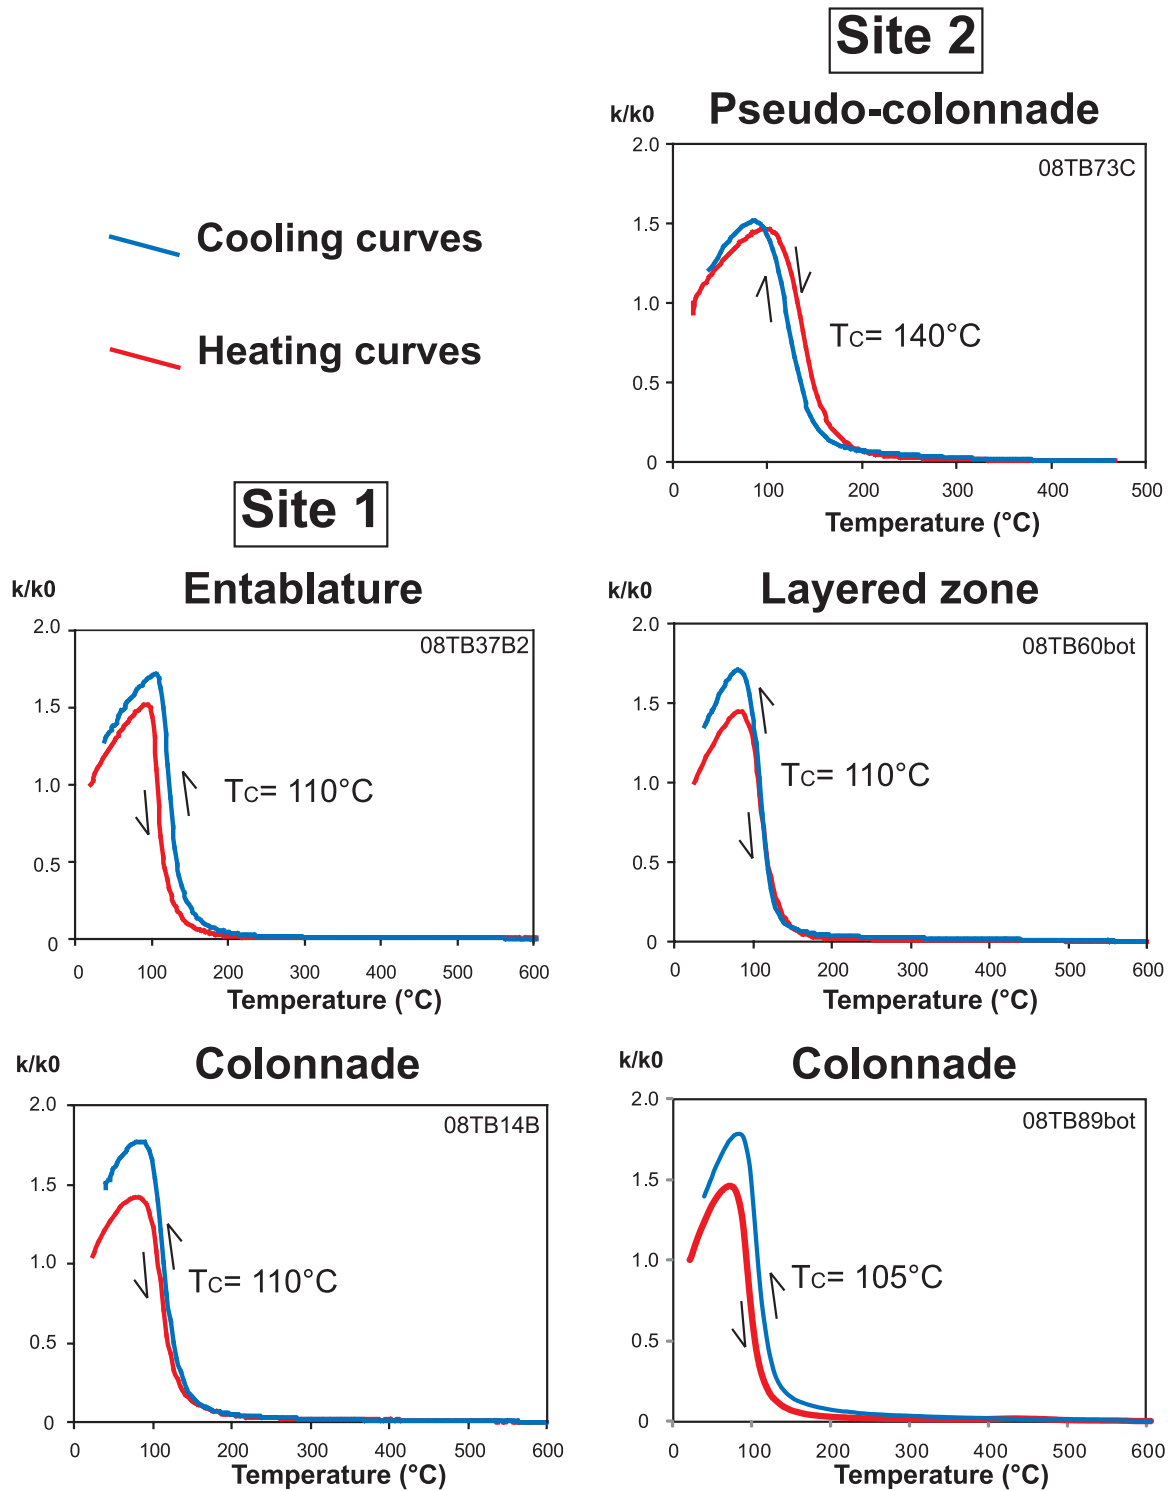 Site 2
Pseudo-colonnade
k/k0
2.0
08TB73C
1.5
1.0
0.5
0
TC= 140°C
0 100 200 300 400 500
Temperature (°C)
Cooling curves
Heating curves
Site 1
Entablature
k/k0
2.0
08TB37B2
1.5
1.0
0.5
0
TC= 110°C
0 100 200 300 400 500 600
Temperature (°C)
Layered zone
k/k0
2.0
08TB60bot
1.5
1.0
0.5
0
TC= 110°C
0 100 200 300 400 500 600
Temperature (°C)
Colonnade
k/k0
2.0
08TB14B
1.5
1.0
0.5
0
TC= 110°C
0 100 200 300 400 500 600
Temperature (°C)
Colonnade
k/k0
2.0
08TB89bot
1.5
1.0
0.5
0
TC= 105°C
0 100 200 300 400 500 600
Temperature (°C)